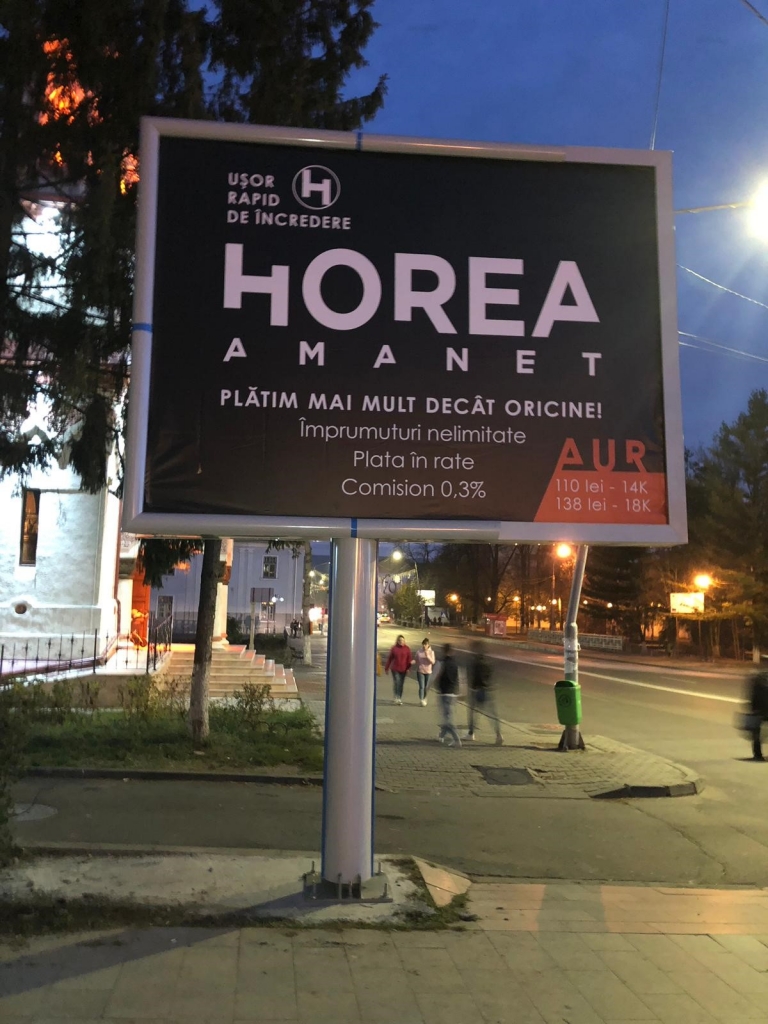 UȘOR
RAPID
DE ÎNCREDERE
H
HOREA
AMANET
PLĂTIM MAI MULT DECÂT ORICINE!
Împrumuturi nelimitate
Plata în rate
Comision 0,3%
AUR
110 lei - 14K
138 lei - 18K